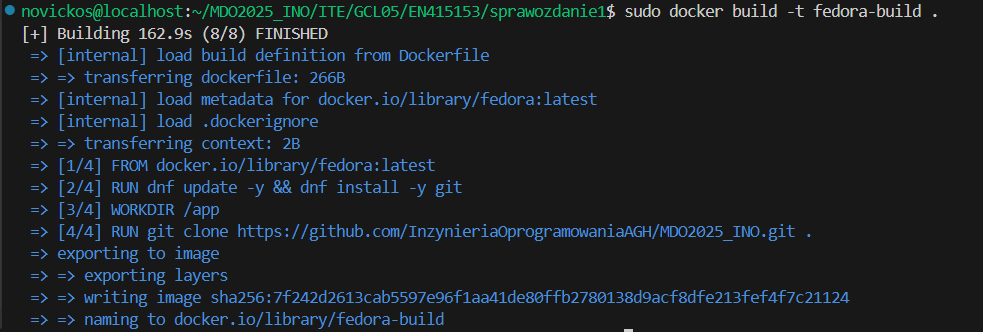 novickos@localhost:~/MDO2025_INO/ITE/GCL05/EN415153/sprawozdanie1$ sudo docker build -t fedora-build .
[+] Building 162.9s (8/8) FINISHED
=> [internal] load build definition from Dockerfile
=> => transferring dockerfile: 266B
=> [internal] load metadata for docker.io/library/fedora:latest
=> [internal] load .dockerignore
=> => transferring context: 2B
=> [1/4] FROM docker.io/library/fedora:latest
=> [2/4] RUN dnf update -y && dnf install -y git
=> [3/4] WORKDIR /app
=> [4/4] RUN git clone https://github.com/InzynieriaOprogramowaniaAGH/MDO2025_INO.git .
=> exporting to image
=> => exporting layers
=> => writing image sha256:7f242d2613cab5597e96f1aa41de80ffb2780138d9acf8dfe213fef4f7c21124
=> => naming to docker.io/library/fedora-build